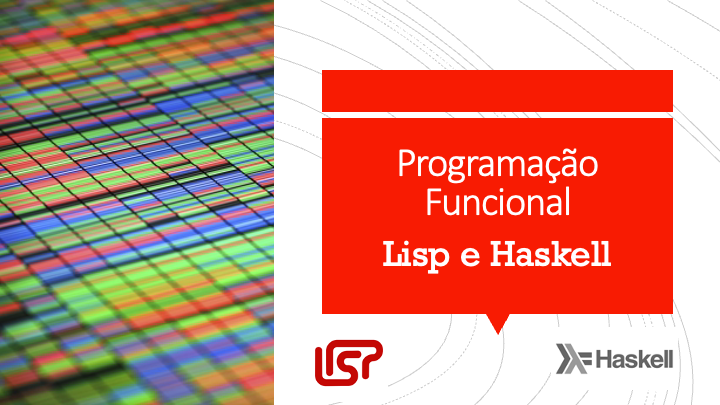 Programação
Funcional
Lisp e Haskell
LISP
Haskell